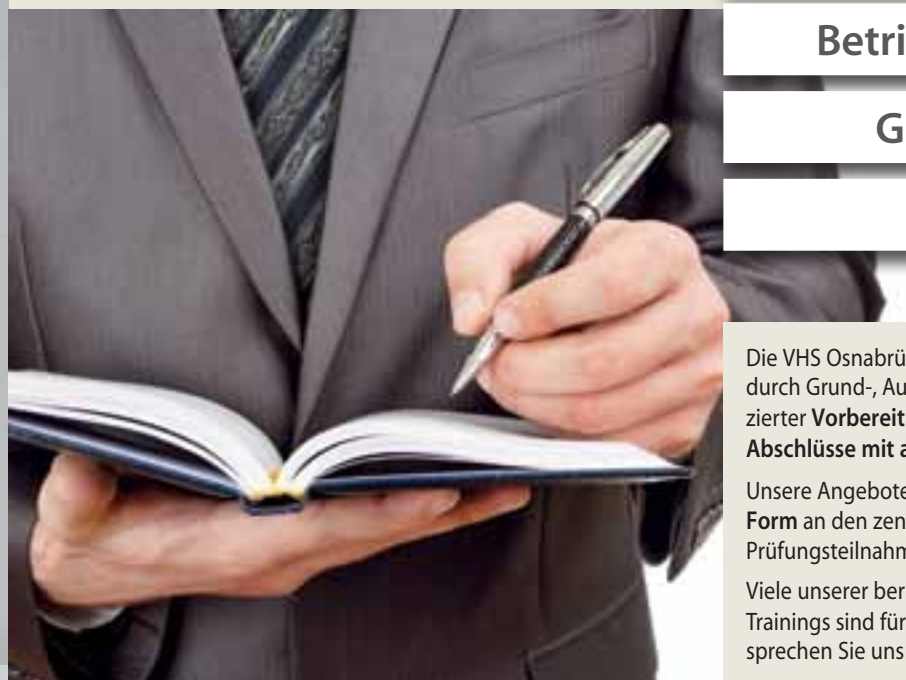 Betri
G
Die VHS Osnabrü
durch Grund-, Au
zierter Vorbereit
Abschlüsse mit a
Unsere Angebote
Form an den zen
Prüfungsteilnahm
Viele unserer ber
Trainings sind für
sprechen Sie uns